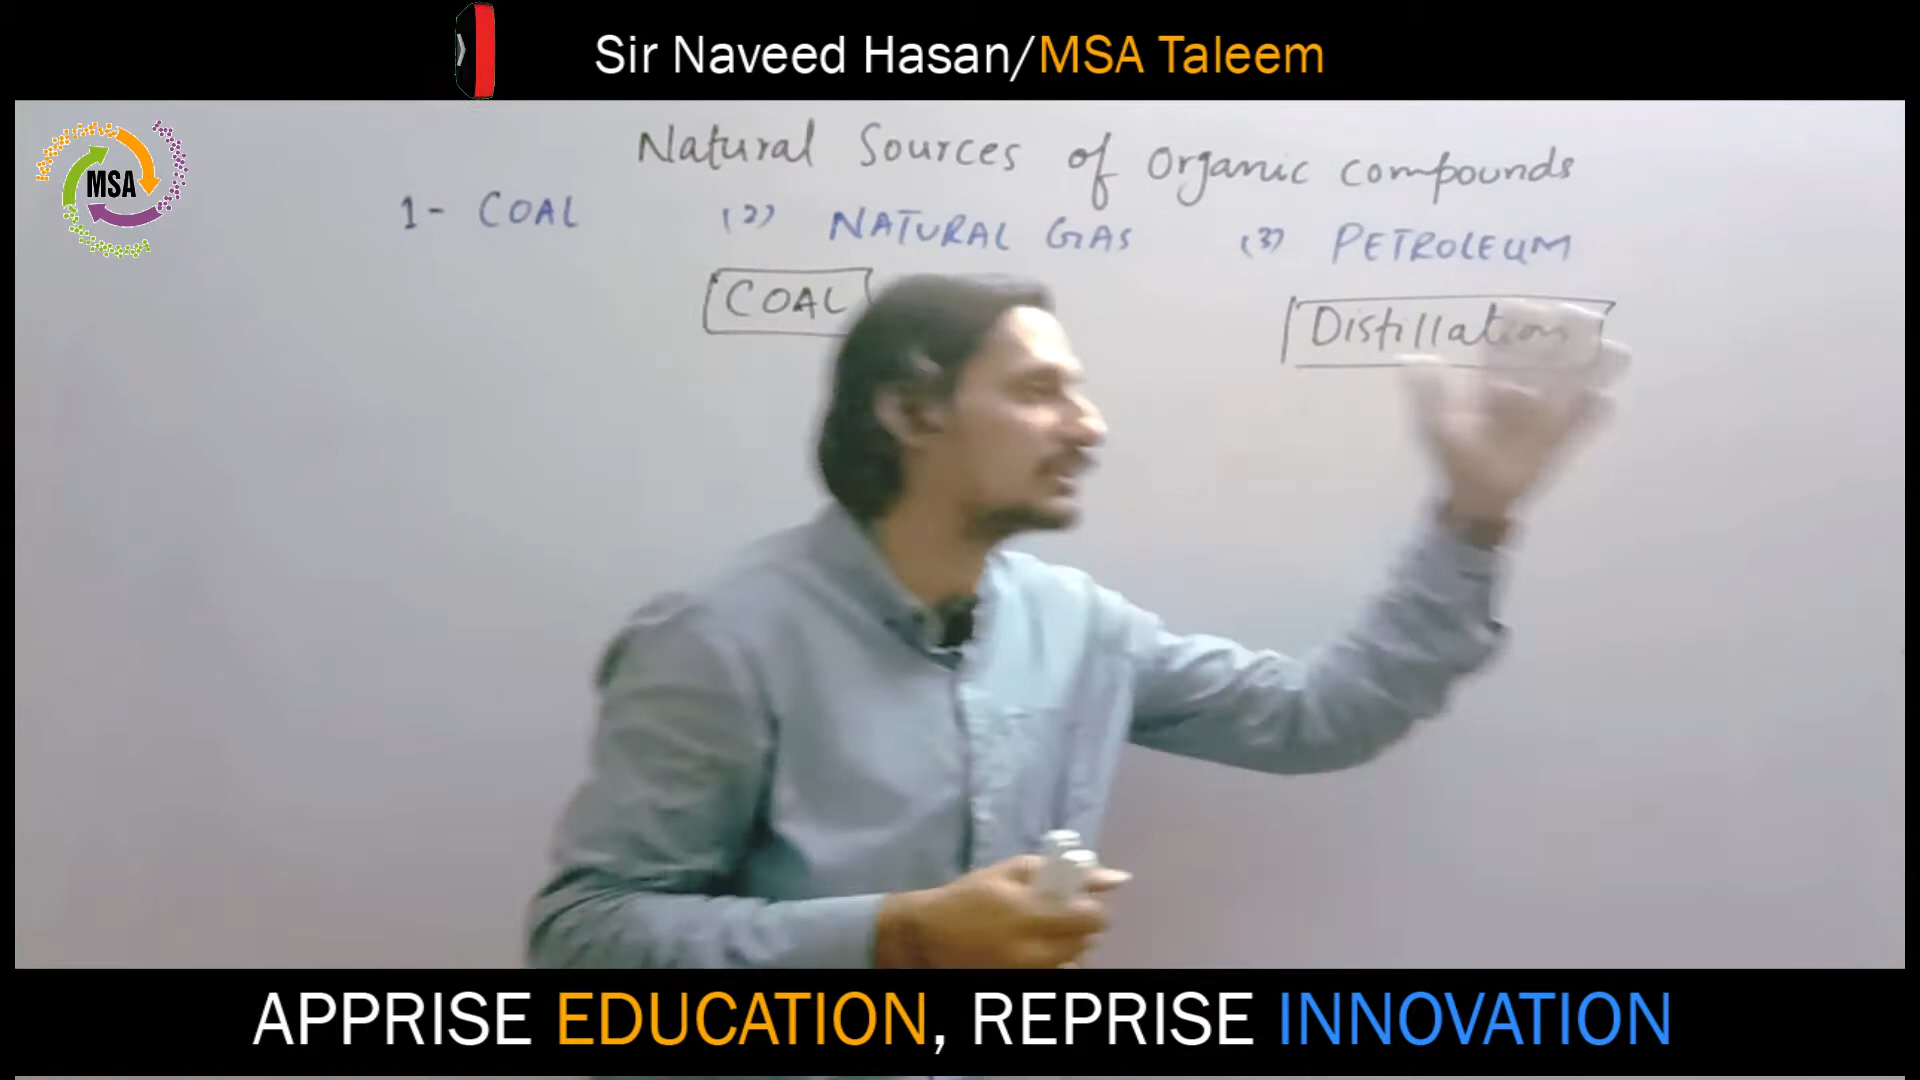 Sir Naveed Hasan/MSA Taleem
MSA
Natural Sources of Organic compounds
1- COAL (2) NATURAL GAS (3) PETROLEUM
COAL Distillation
APPRISE EDUCATION, REPRISE INNOVATION